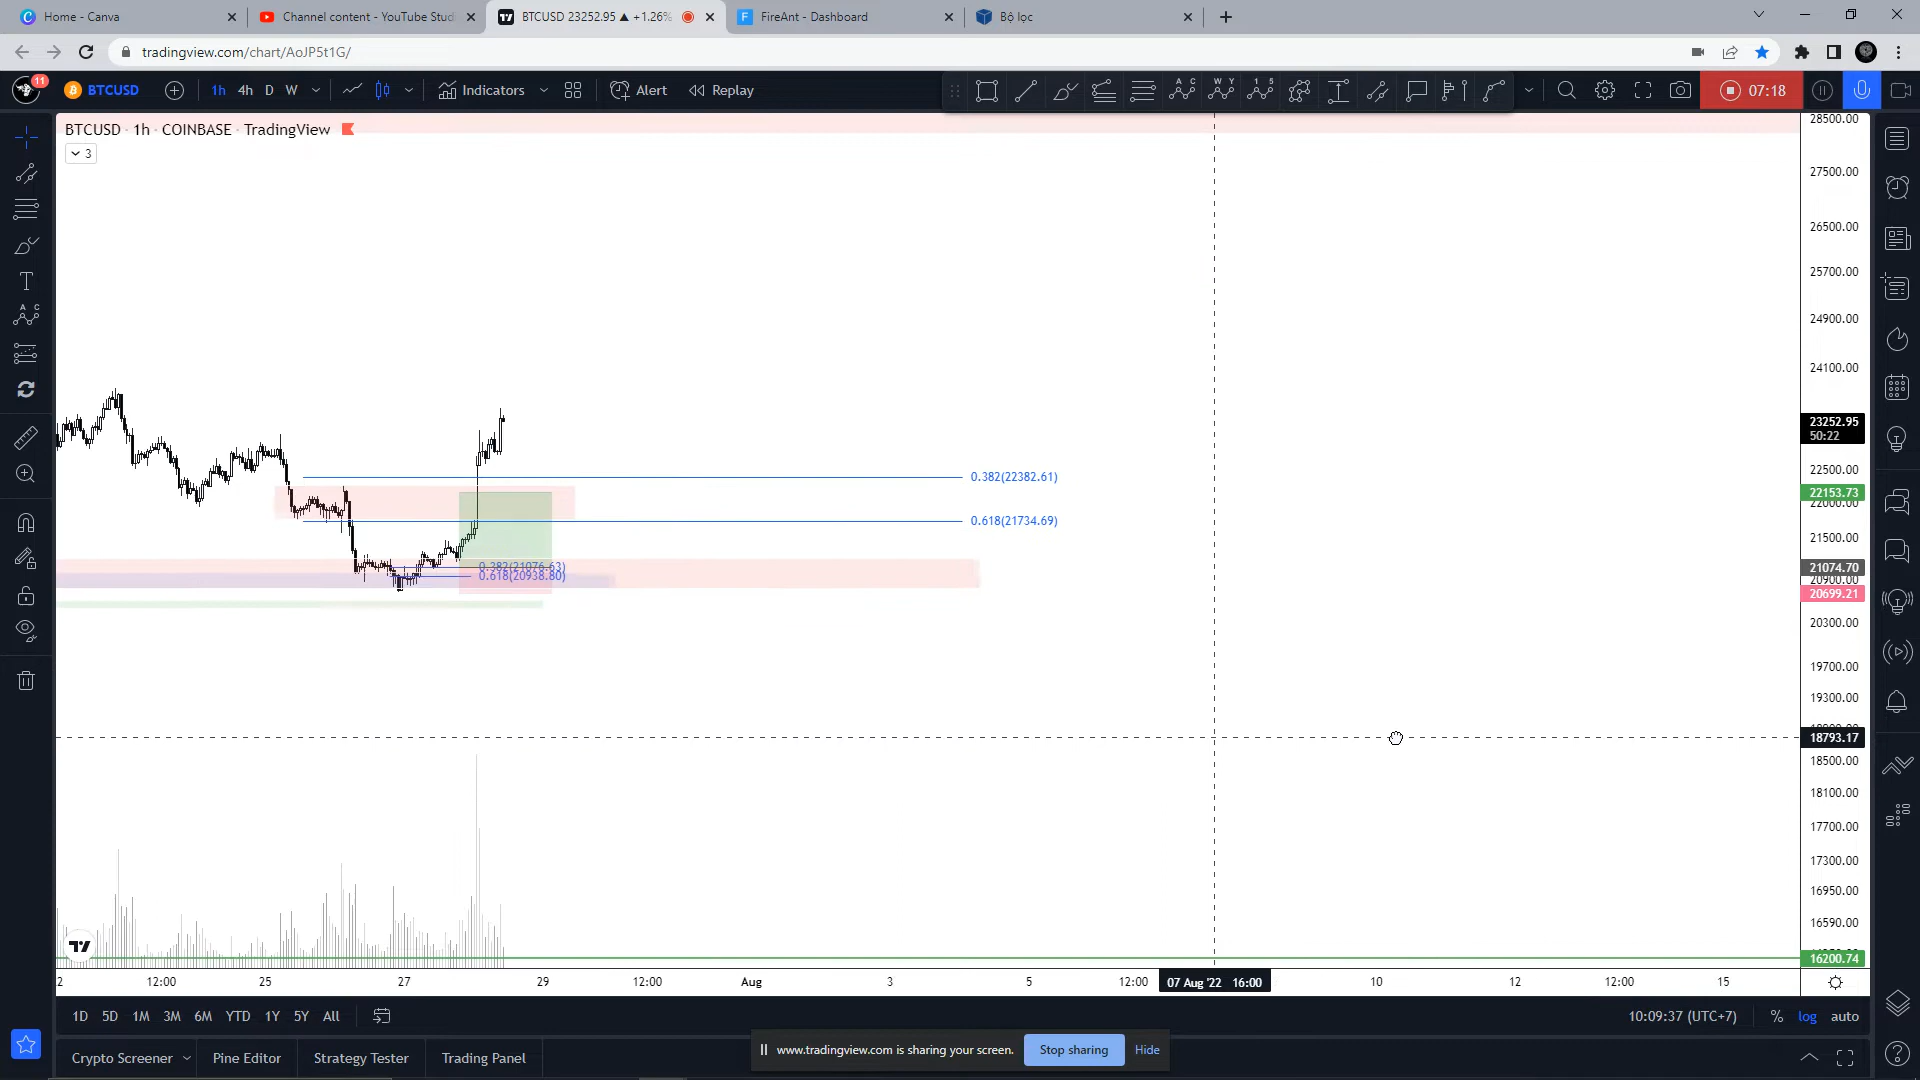 Home - Canva
Channel content - YouTube Stud
BTCUSD 23252.95 ▲ +1.26%
FireAnt - Dashboard
Bộ lọc
tradingview.com/chart/AoJP5t1G/
11
BTCUSD
1h
4h
D
W
Indicators
Alert
Replay
07:18
BTCUSD · 1h · COINBASE · TradingView
3
28500.00
27500.00
26500.00
25700.00
24900.00
24100.00
23252.95
50:22
22500.00
22153.73
22000.00
21500.00
21074.70
20900.00
20699.21
20300.00
19700.00
19300.00
18793.17
18500.00
18100.00
17700.00
17300.00
16950.00
16590.00
16200.74
0.382(22382.61)
0.618(21734.69)
0.382(21076.63)
0.618(20938.80)
2
12:00
25
27
29
12:00
Aug
3
5
12:00
07 Aug '22 16:00
10
12
12:00
15
1D
5D
1M
3M
6M
YTD
1Y
5Y
All
10:09:37 (UTC+7)
%
log
auto
www.tradingview.com is sharing your screen.
Stop sharing
Hide
Crypto Screener
Pine Editor
Strategy Tester
Trading Panel